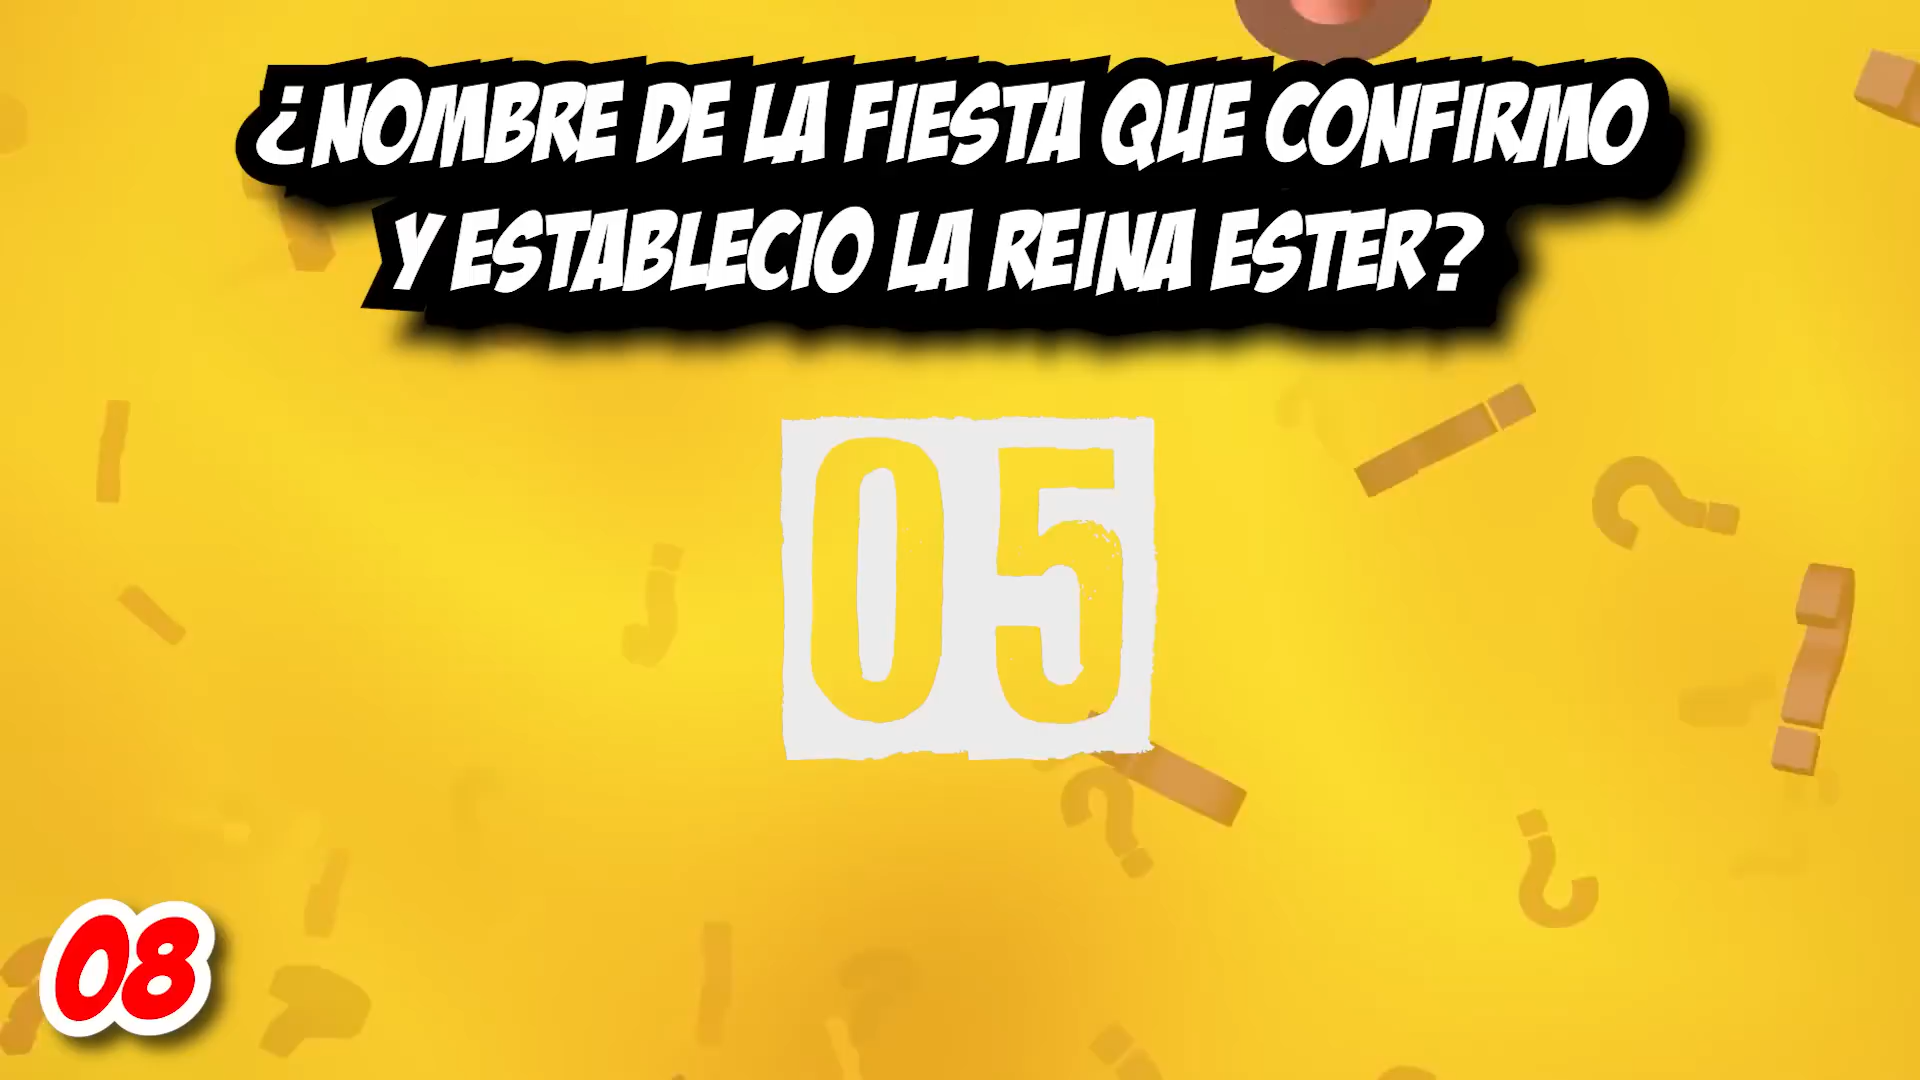 ¿NOMBRE DE LA FIESTA QUE CONFIRMO
Y ESTABLECIO LA REINA ESTER?
05
08